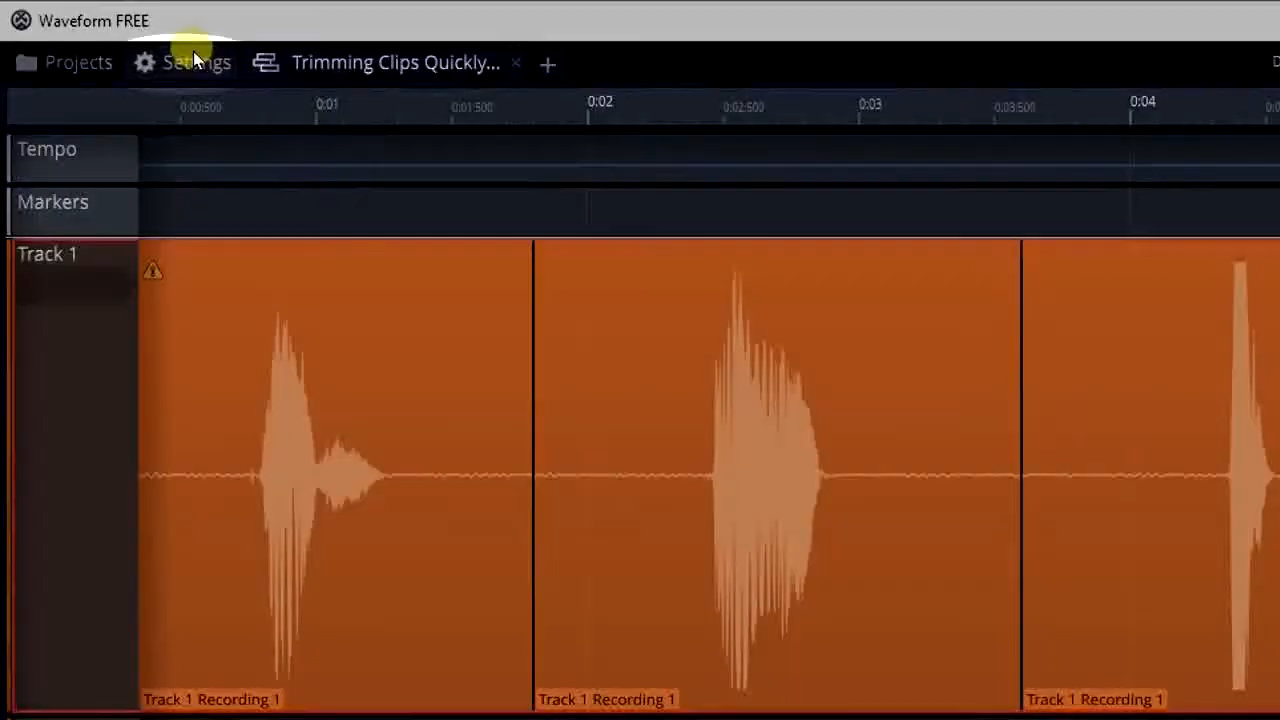 Waveform FREE
Projects Settings Trimming Clips Quickly... × +
0:00:500 0:01 0:01:500 0:02 0:02:500 0:03 0:03:500 0:04
Tempo
Markers
Track 1
Track 1 Recording 1 Track 1 Recording 1 Track 1 Recording 1